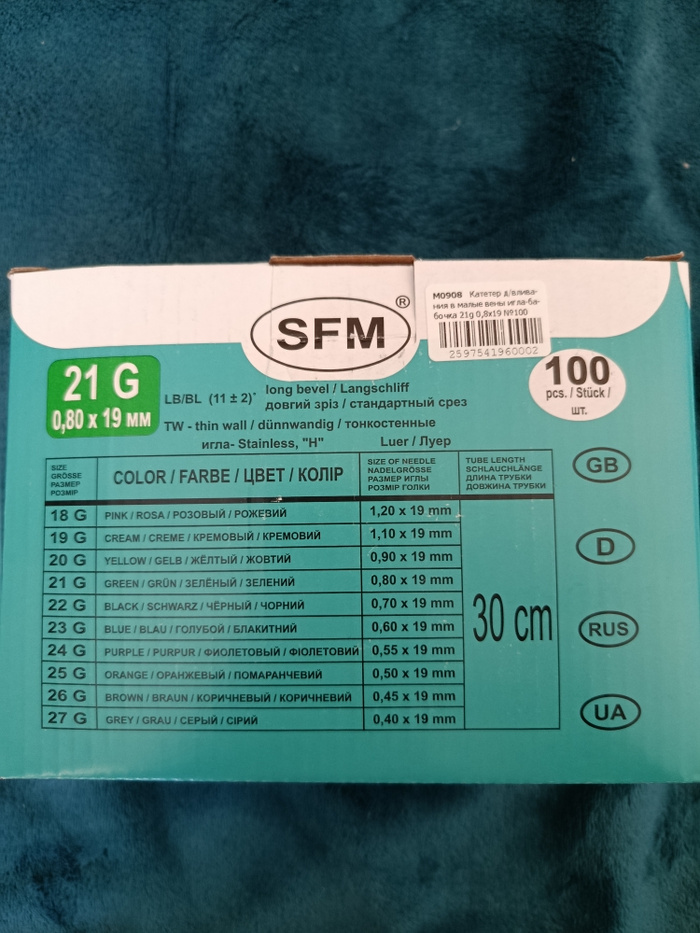 SFM®
M0908 Катетер д/влива-
ния в малые вены игла-ба-
бочка 21g 0,8x19 №100
2597541960002
21 G
0,80 x 19 мм
LB/BL (11 ± 2)*
long bevel / Langschliff
довгий зріз / стандартный срез
TW - thin wall / dünnwandig / тонкостенные
игла- Stainless, "H"
Luer / Луер
100
pcs. / Stück /
шт.
SIZE
GRÖSSE
РАЗМЕР
РОЗМІР
COLOR / FARBE / ЦВЕТ / КОЛІР
SIZE OF NEEDLE
NADELGRÖSSE
РАЗМЕР ИГЛЫ
РОЗМІР ГОЛКИ
TUBE LENGTH
SCHLAUCHLÄNGE
ДЛИНА ТРУБКИ
ДОВЖИНА ТРУБКИ
18 G PINK / ROSA / РОЗОВЫЙ / РОЖЕВИЙ 1,20 x 19 mm
19 G CREAM / CREME / КРЕМОВЫЙ / КРЕМОВИЙ 1,10 x 19 mm
20 G YELLOW / GELB / ЖЁЛТЫЙ / ЖОВТИЙ 0,90 x 19 mm
21 G GREEN / GRÜN / ЗЕЛЁНЫЙ / ЗЕЛЕНИЙ 0,80 x 19 mm
22 G BLACK / SCHWARZ / ЧЁРНЫЙ / ЧОРНИЙ 0,70 x 19 mm
23 G BLUE / BLAU / ГОЛУБОЙ / БЛАКИТНИЙ 0,60 x 19 mm
24 G PURPLE / PURPUR / ФИОЛЕТОВЫЙ / ФІОЛЕТОВИЙ 0,55 x 19 mm
25 G ORANGE / ОРАНЖЕВЫЙ / ПОМАРАНЧЕВИЙ 0,50 x 19 mm
26 G BROWN / BRAUN / КОРИЧНЕВЫЙ / КОРИЧНЕВИЙ 0,45 x 19 mm
27 G GREY / GRAU / СЕРЫЙ / СІРИЙ 0,40 x 19 mm
30 cm
GB
D
RUS
UA